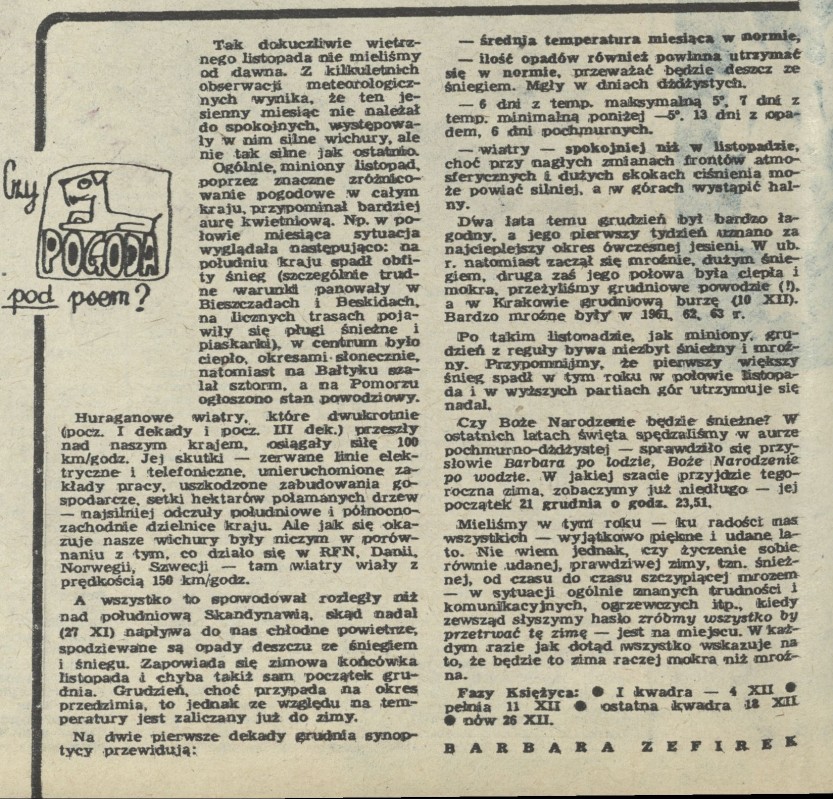 Czy
POGODA
pod psem?
Tak dokuczliwie wietrz-
nego listopada nie mieliśmy
od dawna. Z kilkuletnich
obserwacji meteorologicz-
nych wynika, że ten je-
sienny miesiąc nie należał
do spokojnych, występowa-
ły w nim silne wichury, ale
nie tak silne jak ostatnio.
Ogólnie, miniony listopad,
poprzez znaczne zróżnico-
wanie pogodowe w całym
kraju, przypominał bardziej
aurę kwietniową. Np. w po-
łowie miesiąca sytuacja
wyglądała następująco: na
południu kraju spadł obfi-
ty śnieg (szczególnie trud-
ne warunki panowały w
Bieszczadach i Beskidach,
na licznych trasach poja-
wiły się pługi śnieżne i
piaskarki), w centrum było
ciepło, okresami słonecznie,
natomiast na Bałtyku sza-
lał sztorm, a na Pomorzu
ogłoszono stan powodziowy.
Huraganowe wiatry, które dwukrotnie
(pocz. I dekady i pocz. III dek.) przeszły
nad naszym krajem, osiągały siłę 100
km/godz. Jej skutki — zerwane linie elek-
tryczne i telefoniczne, unieruchomione za-
kłady pracy, uszkodzone zabudowania go-
spodarcze, setki hektarów połamanych drzew
— najsilniej odczuły południowe i północno-
zachodnie dzielnice kraju. Ale jak się oka-
zuje nasze wichury były niczym w porów-
naniu z tym, co działo się w RFN, Danii,
Norwegii, Szwecji — tam wiatry wiały z
prędkością 150 km/godz.
A wszystko to spowodował rozległy niż
nad południową Skandynawią, skąd nadal
(27 XI) napływa do nas chłodne powietrze,
spodziewane są opady deszczu ze śniegiem
i śniegu. Zapowiada się zimowa końcówka
listopada i chyba takiż sam początek gru-
dnia. Grudzień, choć przypada na okres
przedzimia, to jednak ze względu na tem-
peratury jest zaliczany już do zimy.
Na dwie pierwsze dekady grudnia synop-
tycy przewidują:
— średnia temperatura miesiąca w normie,
— ilość opadów również powinna utrzymać
się w normie, przeważać będzie deszcz ze
śniegiem. Mgły w dniach dżdżystych.
— 6 dni z temp. maksymalną 5°, 7 dni z
temp. minimalną poniżej —5°, 13 dni z opa-
dem, 6 dni pochmurnych.
— wiatry — spokojniej niż w listopadzie,
choć przy nagłych zmianach frontów atmo-
sferycznych i dużych skokach ciśnienia mo-
że powiać silniej, a w górach wystąpić hal-
ny.
Dwa lata temu grudzień był bardzo ła-
godny, a jego pierwszy tydzień uznano za
najcieplejszy okres ówczesnej jesieni. W ub.
r. natomiast zaczął się mroźnie, dużym śnie-
giem, druga zaś jego połowa była ciepła i
mokra, przeżyliśmy grudniowe powodzie (!),
a w Krakowie grudniową burzę (10 XII).
Bardzo mroźne były w 1961, 62, 63 r.
Po takim listopadzie, jak miniony, gru-
dzień z reguły bywa niezbyt śnieżny i mroź-
ny. Przypomnijmy, że pierwszy większy
śnieg spadł w tym roku w połowie listopa-
da i w wyższych partiach gór utrzymuje się
nadal.
Czy Boże Narodzenie będzie śnieżne? W
ostatnich latach święta spędzaliśmy w aurze
pochmurno-dżdżystej — sprawdziło się przy-
słowie Barbara po lodzie, Boże Narodzenie
po wodzie. W jakiej szacie przyjdzie tego-
roczna zima, zobaczymy już niedługo — jej
początek 21 grudnia o godz. 23,51.
Mieliśmy w tym roku — ku radości nas
wszystkich — wyjątkowo piękne i udane la-
to. Nie wiem jednak, czy życzenie sobie
równie udanej, prawdziwej zimy, tzn. śnież-
nej, od czasu do czasu szczypiącej mrozem
— w sytuacji ogólnie znanych trudności i
komunikacyjnych, ogrzewczych itp., kiedy
zewsząd słyszymy hasło zróbmy wszystko by
przetrwać tę zimę — jest na miejscu. W każ-
dym razie jak dotąd wszystko wskazuje na
to, że będzie to zima raczej mokra niż mroź-
na.
Fazy Księżyca: ● I kwadra — 4 XII ●
pełnia 11 XII ● ostatna kwadra 18 XII
● nów 26 XII.
BARBARA ZEFIREK